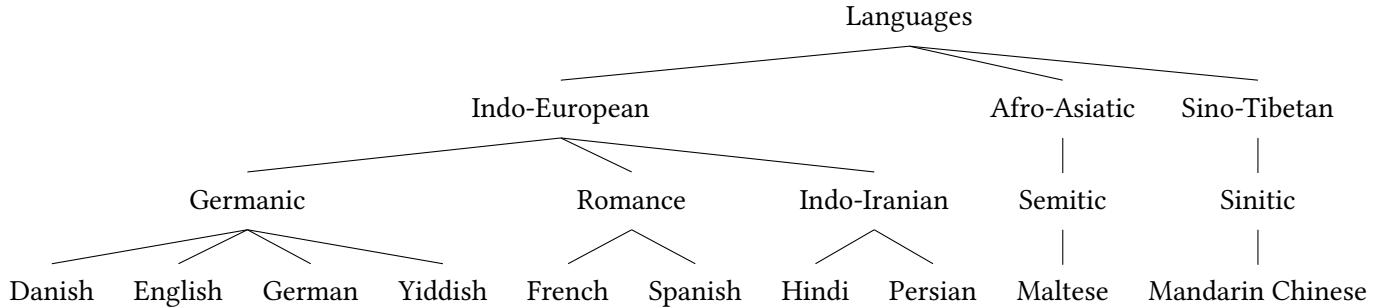 Languages
Indo-European Afro-Asiatic Sino-Tibetan
Germanic Romance Indo-Iranian Semitic Sinitic
Danish English German Yiddish French Spanish Hindi Persian Maltese Mandarin Chinese